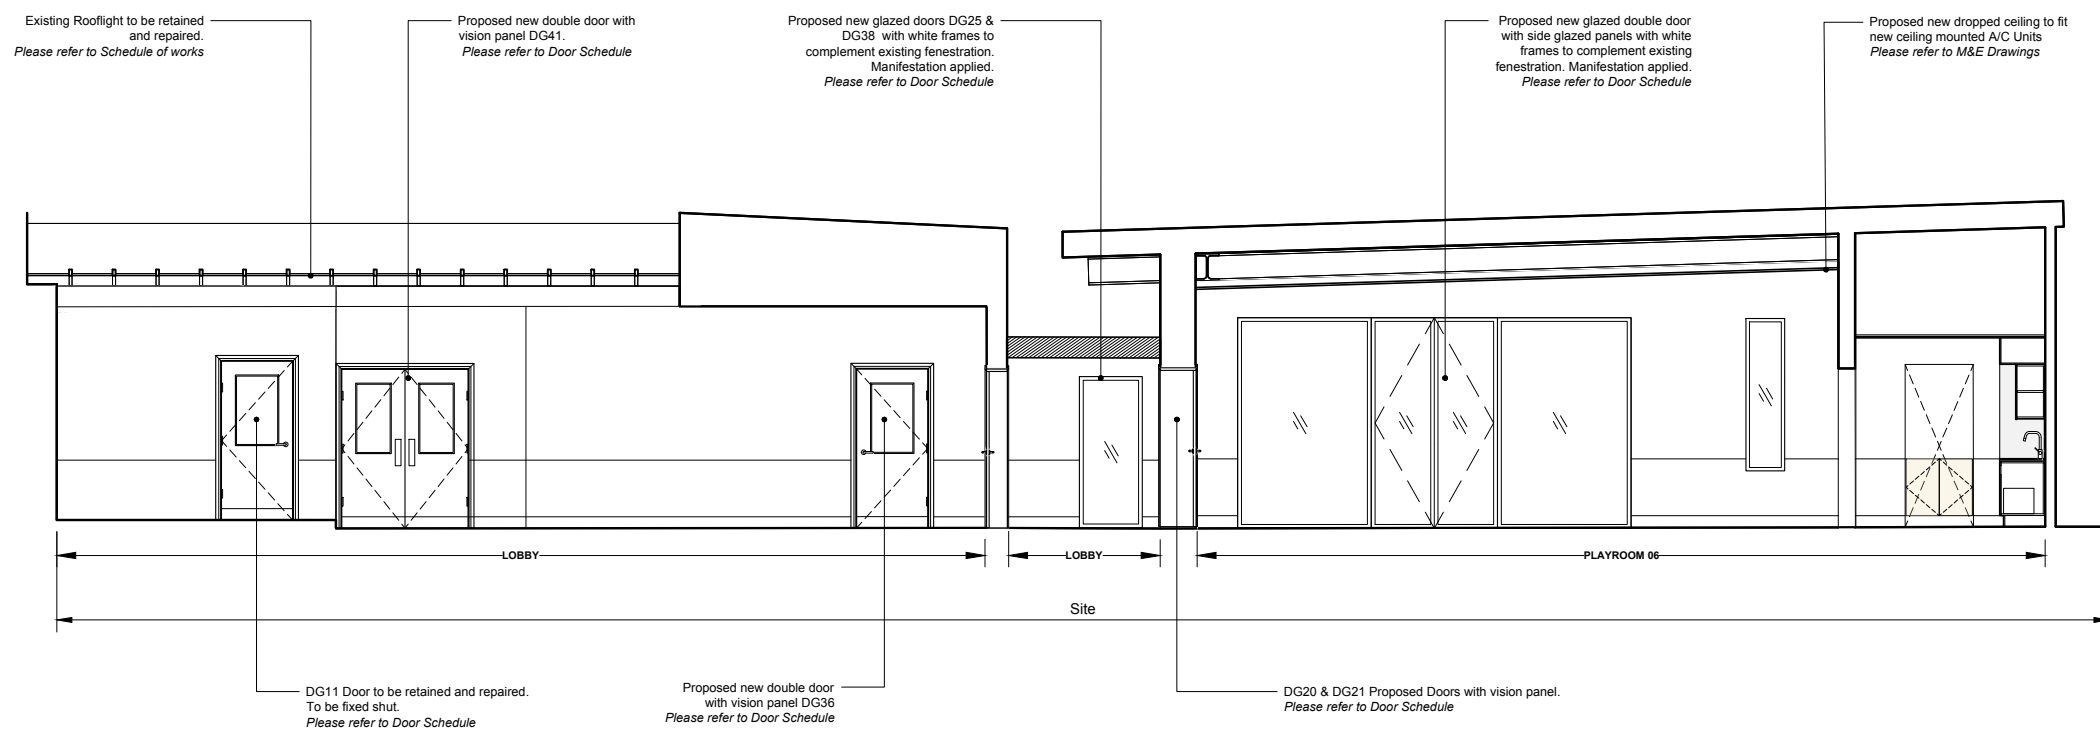 Existing Rooflight to be retained
and repaired.
Please refer to Schedule of works
Proposed new double door with
vision panel DG41.
Please refer to Door Schedule
Proposed new glazed doors DG25 &
DG38 with white frames to
complement existing fenestration.
Manifestation applied.
Please refer to Door Schedule
Proposed new glazed double door
with side glazed panels with white
frames to complement existing
fenestration. Manifestation applied.
Please refer to Door Schedule
Proposed new dropped ceiling to fit
new ceiling mounted A/C Units
Please refer to M&E Drawings
LOBBY
LOBBY
PLAYROOM 06
Site
DG11 Door to be retained and repaired.
To be fixed shut.
Please refer to Door Schedule
Proposed new double door
with vision panel DG36
Please refer to Door Schedule
DG20 & DG21 Proposed Doors with vision panel.
Please refer to Door Schedule